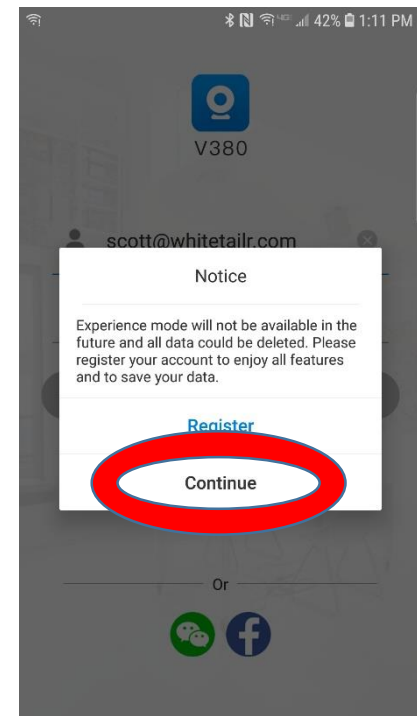 42% 1:11 PM
V380
scott@whitetailr.com
Notice
Experience mode will not be available in the
future and all data could be deleted. Please
register your account to enjoy all features
and to save your data.
Register
Continue
Or